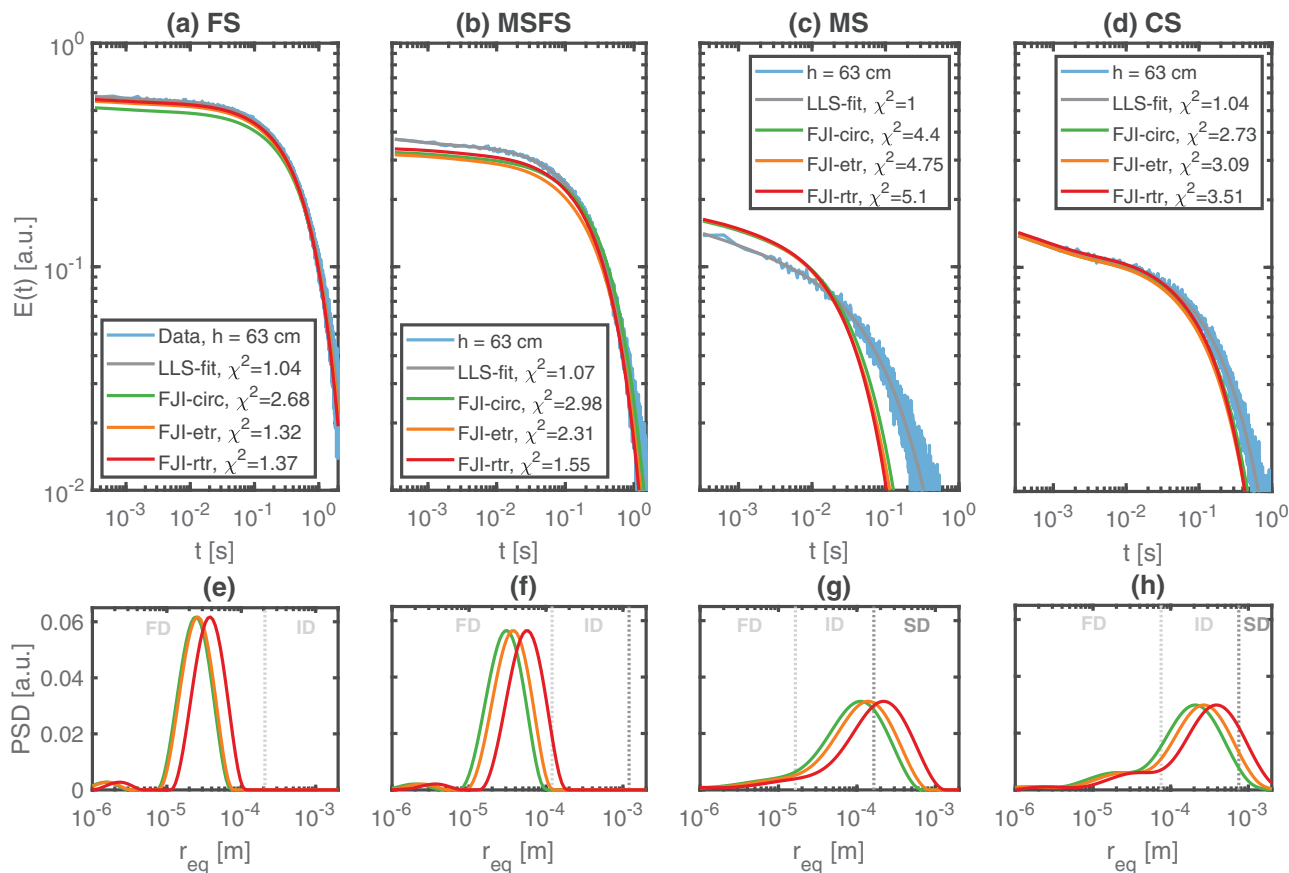 (a) FS
(b) MSFS
(c) MS
(d) CS
E(t) [a.u.]
10^0
10^-1
10^-2
Data, h = 63 cm
LLS-fit, χ²=1.04
FJI-circ, χ²=2.68
FJI-etr, χ²=1.32
FJI-rtr, χ²=1.37
h = 63 cm
LLS-fit, χ²=1.07
FJI-circ, χ²=2.98
FJI-etr, χ²=2.31
FJI-rtr, χ²=1.55
h = 63 cm
LLS-fit, χ²=1
FJI-circ, χ²=4.4
FJI-etr, χ²=4.75
FJI-rtr, χ²=5.1
h = 63 cm
LLS-fit, χ²=1.04
FJI-circ, χ²=2.73
FJI-etr, χ²=3.09
FJI-rtr, χ²=3.51
10^-3 10^-2 10^-1 10^0
10^-3 10^-2 10^-1 10^0
10^-3 10^-2 10^-1 10^0
10^-3 10^-2 10^-1 10^0
t [s]
t [s]
t [s]
t [s]
(e)
(f)
(g)
(h)
PSD [a.u.]
0.06
0.04
0.02
0
FD ID
FD ID
FD ID SD
FD ID SD
10^-6 10^-5 10^-4 10^-3
10^-6 10^-5 10^-4 10^-3
10^-6 10^-5 10^-4 10^-3
10^-6 10^-5 10^-4 10^-3
r_eq [m]
r_eq [m]
r_eq [m]
r_eq [m]